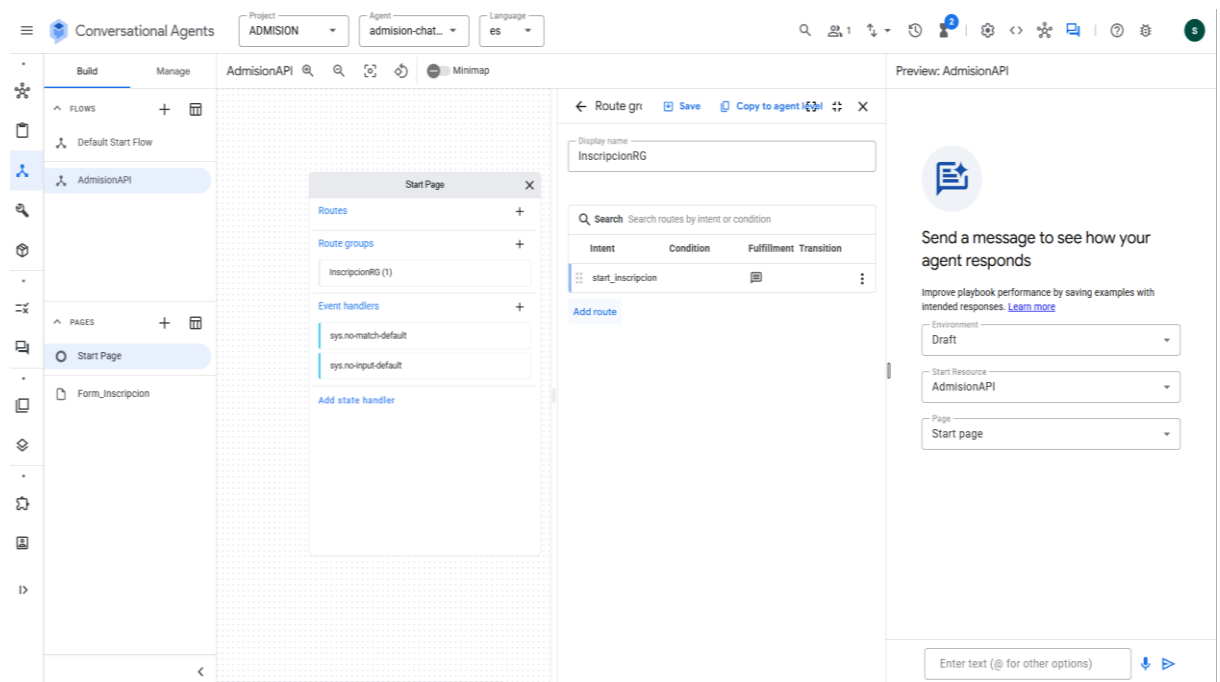 Conversational Agents
Project
ADMISION
Agent
admision-chat...
Language
es
1
2
S
Build
Manage
FLOWS
Default Start Flow
AdmisionAPI
PAGES
Start Page
Form_Inscripcion
AdmisionAPI
Minimap
Start Page
Routes
Route groups
InscripcionRG (1)
Event handlers
sys.no-match-default
sys.no-input-default
Add state handler
Route gr
Save
Copy to agent level
Display name
InscripcionRG
Search Search routes by intent or condition
Intent Condition Fulfillment Transition
start_inscripcion
Add route
Preview: AdmisionAPI
Send a message to see how your
agent responds
Improve playbook performance by saving examples with
intended responses. Learn more
Environment
Draft
Start Resource
AdmisionAPI
Page
Start page
Enter text (@ for other options)